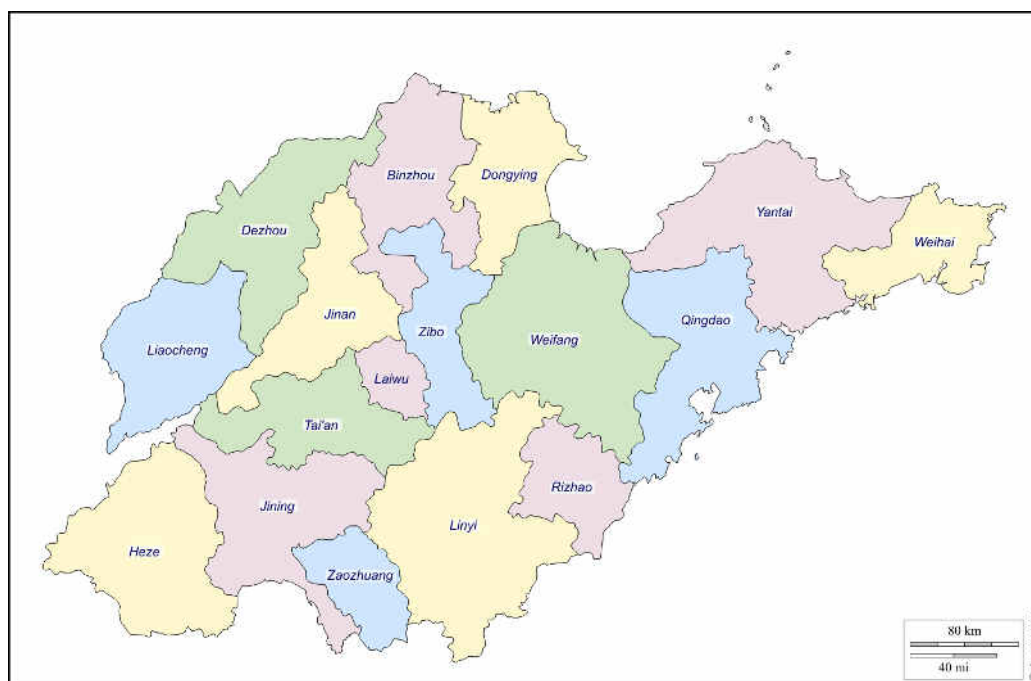 Binzhou
Dongying
Dezhou
Yantai
Weihai
Jinan
Zibo
Weifang
Qingdao
Liaocheng
Laiwu
Tai'an
Jining
Rizhao
Linyi
Heze
Zaozhuang
80 km
40 mi